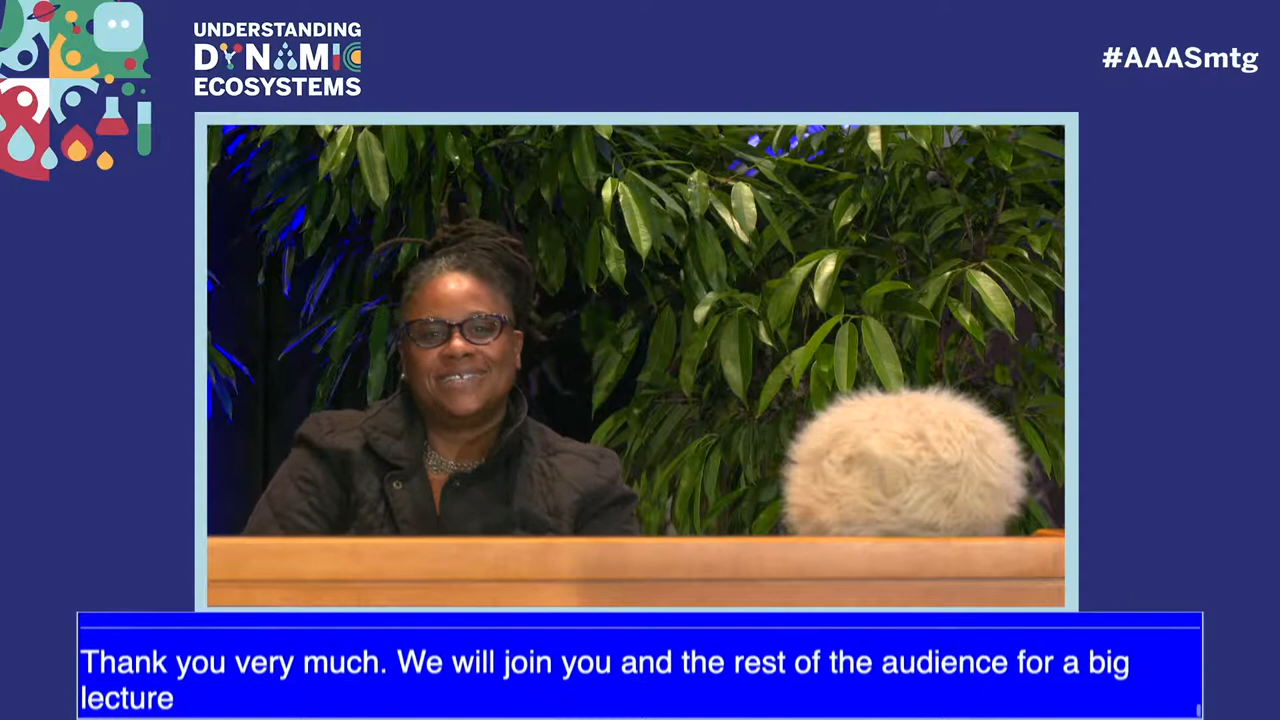 UNDERSTANDING
DYNAMIC
ECOSYSTEMS
#AAASmtg
Thank you very much. We will join you and the rest of the audience for a big
lecture